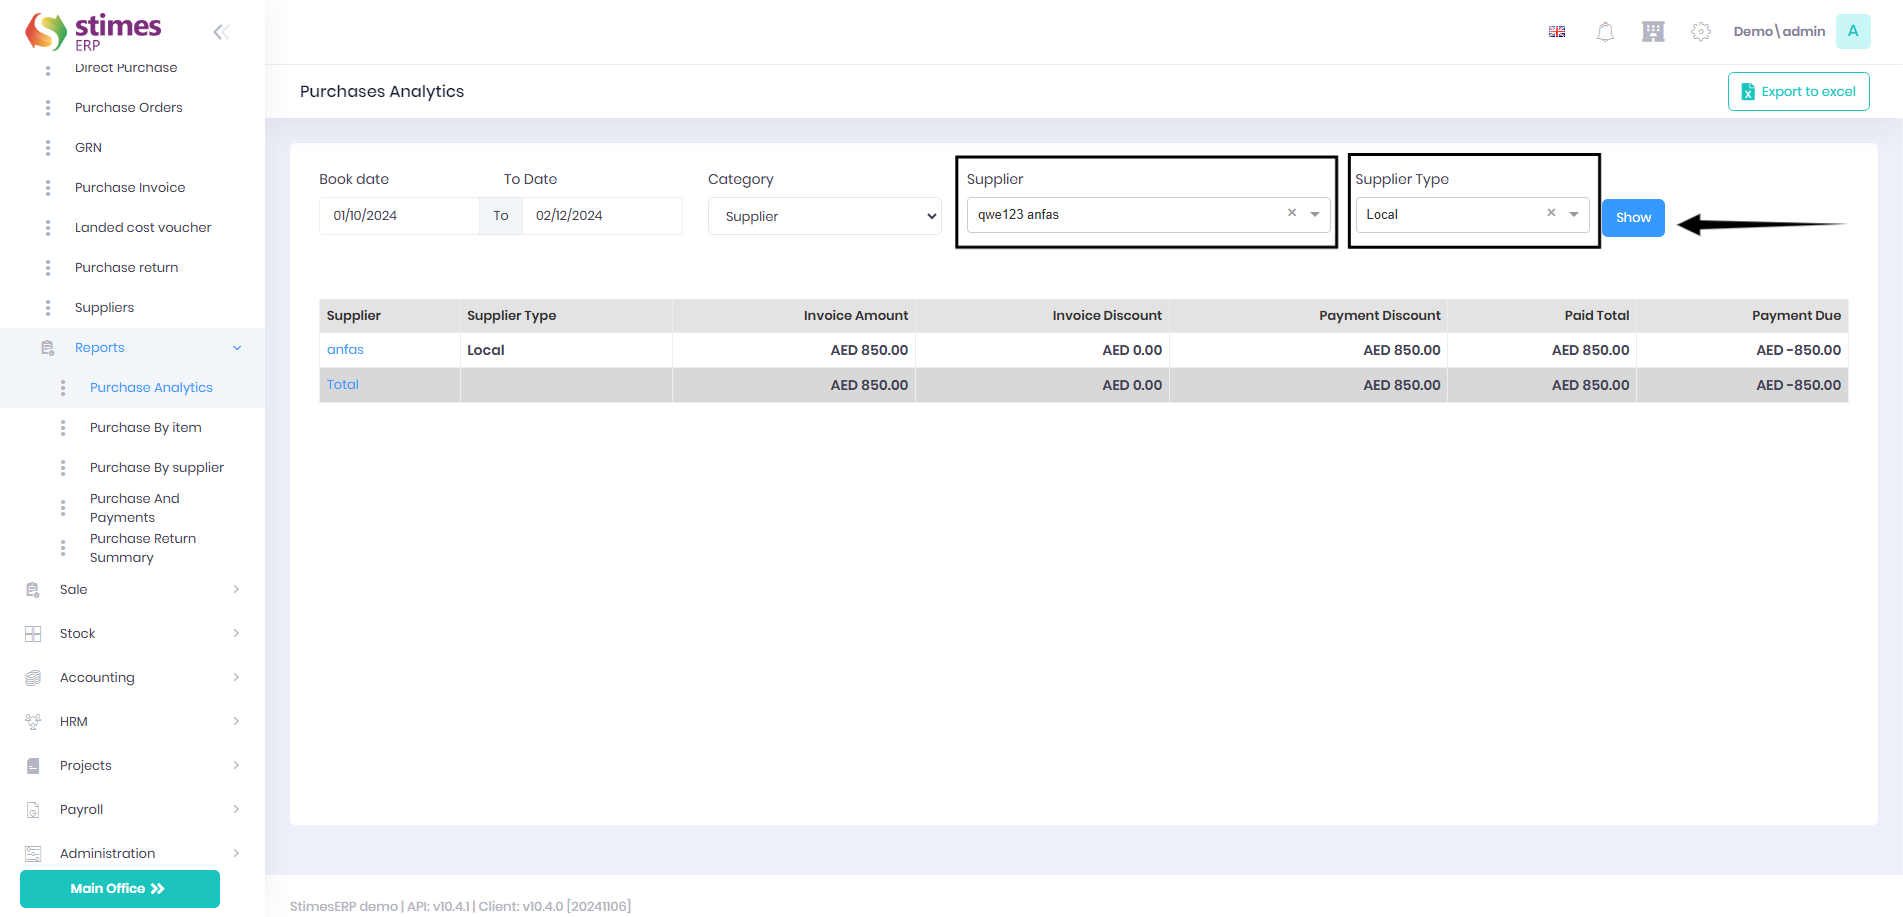 stimes
ERP
Demo\admin
A
Direct Purchase
Purchase Orders
GRN
Purchase Invoice
Landed cost voucher
Purchase return
Suppliers
Reports
Purchase Analytics
Purchase By item
Purchase By supplier
Purchase And
Payments
Purchase Return
Summary
Sale
Stock
Accounting
HRM
Projects
Payroll
Administration
Main Office
Purchases Analytics
Export to excel
Book date To Date Category Supplier Supplier Type
01/10/2024 To 02/12/2024 Supplier qwe123 anfas × Local × Show
Supplier Supplier Type Invoice Amount Invoice Discount Payment Discount Paid Total Payment Due
anfas Local AED 850.00 AED 0.00 AED 850.00 AED 850.00 AED -850.00
Total AED 850.00 AED 0.00 AED 850.00 AED 850.00 AED -850.00
StimesERP demo | API: v10.4.1 | Client: v10.4.0 [20241106]